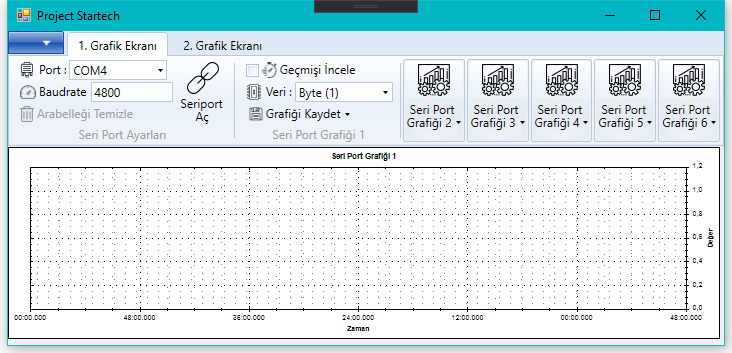 Project Startech
1. Grafik Ekranı
2. Grafik Ekranı
Port : COM4
Baudrate 4800
Arabelleği Temizle
Seriport
Aç
Seri Port Ayarları
Geçmişi İncele
Veri : Byte (1)
Grafiği Kaydet
Seri Port Grafiği 1
Seri Port
Grafiği 2
Seri Port
Grafiği 3
Seri Port
Grafiği 4
Seri Port
Grafiği 5
Seri Port
Grafiği 6
Seri Port Grafiği 1
1,2
1,0
0,8
0,6
0,4
0,2
0,0
Değer
00:00.000 48:00.000 36:00.000 24:00.000 12:00.000 00:00.000 48:00.000
Zaman